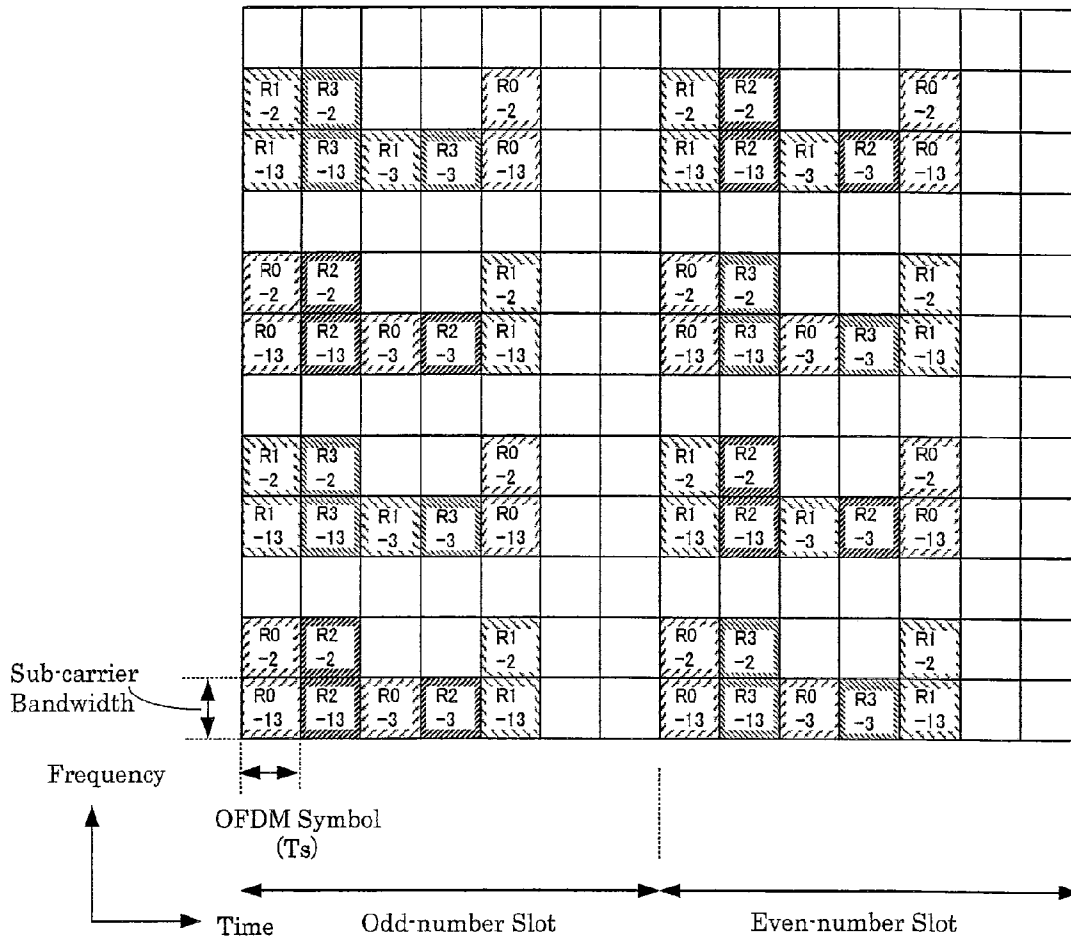 R1 R3 R0 R1 R2 R0
-2 -2 -2 -2 -2 -2
R1 R3 R1 R3 R0 R1 R2 R1 R2 R0
-13 -13 -3 -3 -13 -13 -13 -3 -3 -13
R0 R2 R1 R0 R3 R1
-2 -2 -2 -2 -2 -2
R0 R2 R0 R2 R1 R0 R3 R0 R3 R1
-13 -13 -3 -3 -13 -13 -13 -3 -3 -13
R1 R3 R0 R1 R2 R0
-2 -2 -2 -2 -2 -2
R1 R3 R1 R3 R0 R1 R2 R1 R2 R0
-13 -13 -3 -3 -13 -13 -13 -3 -3 -13
R0 R2 R1 R0 R3 R1
-2 -2 -2 -2 -2 -2
R0 R2 R0 R2 R1 R0 R3 R0 R3 R1
-13 -13 -3 -3 -13 -13 -13 -3 -3 -13
Sub-carrier
Bandwidth
Frequency
OFDM Symbol
(Ts)
Time
Odd-number Slot
Even-number Slot